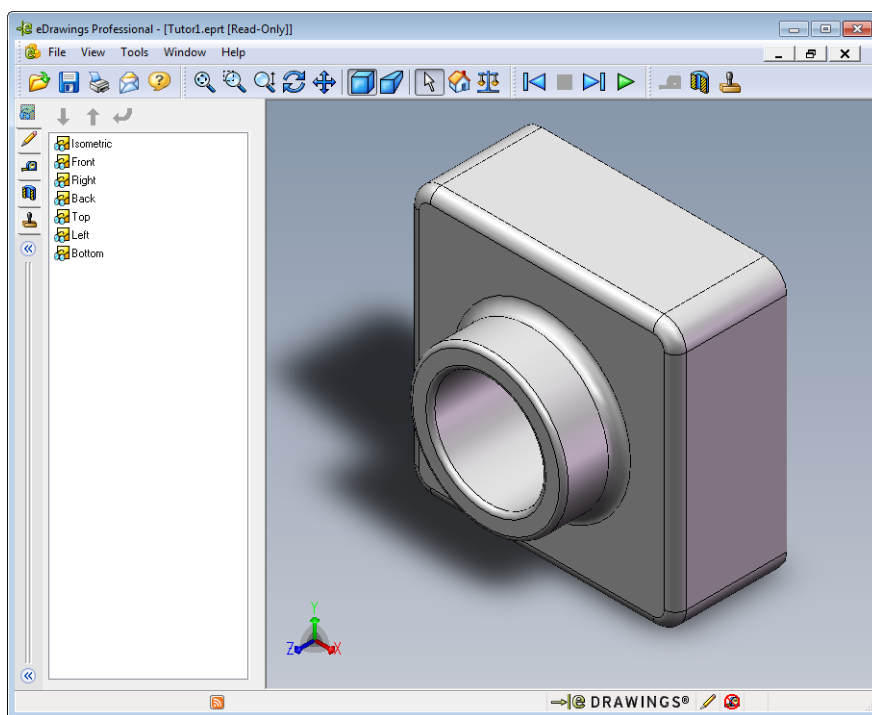 eDrawings Professional - [Tutor1.eprt [Read-Only]]
File View Tools Window Help
Isometric
Front
Right
Back
Top
Left
Bottom
Y
Z X
e DRAWINGS®